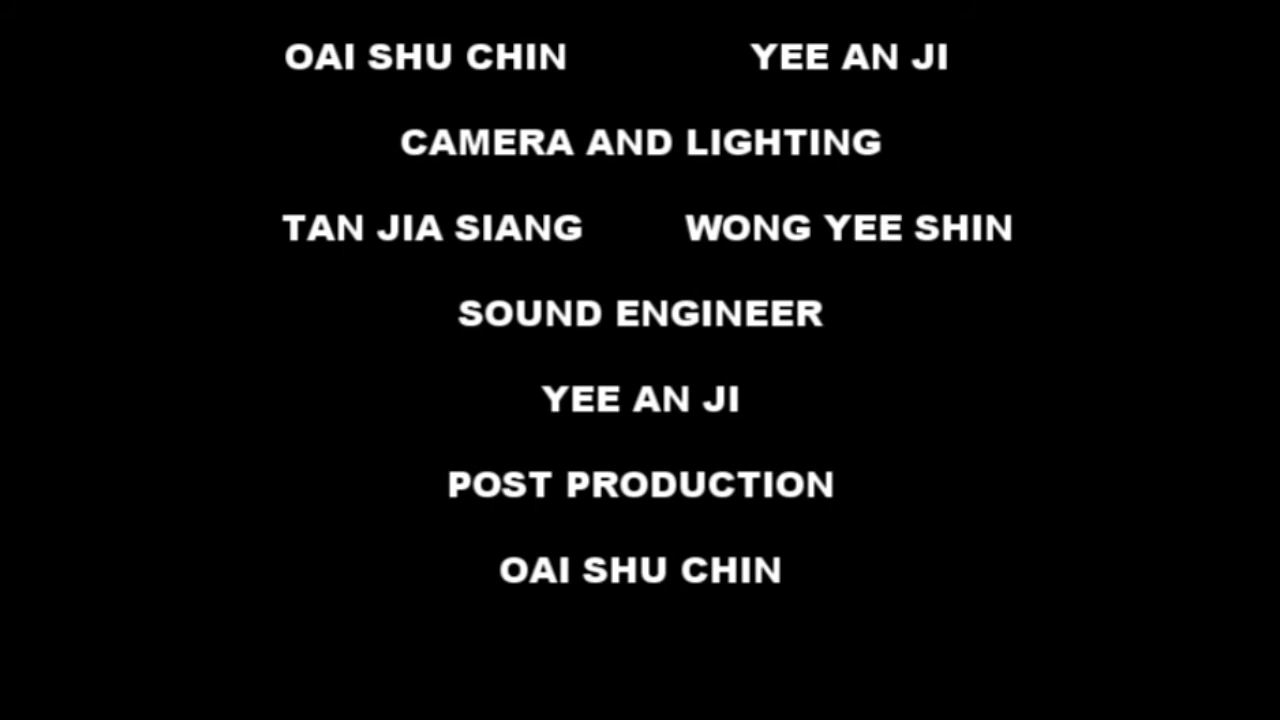 OAI SHU CHIN YEE AN JI
CAMERA AND LIGHTING
TAN JIA SIANG WONG YEE SHIN
SOUND ENGINEER
YEE AN JI
POST PRODUCTION
OAI SHU CHIN